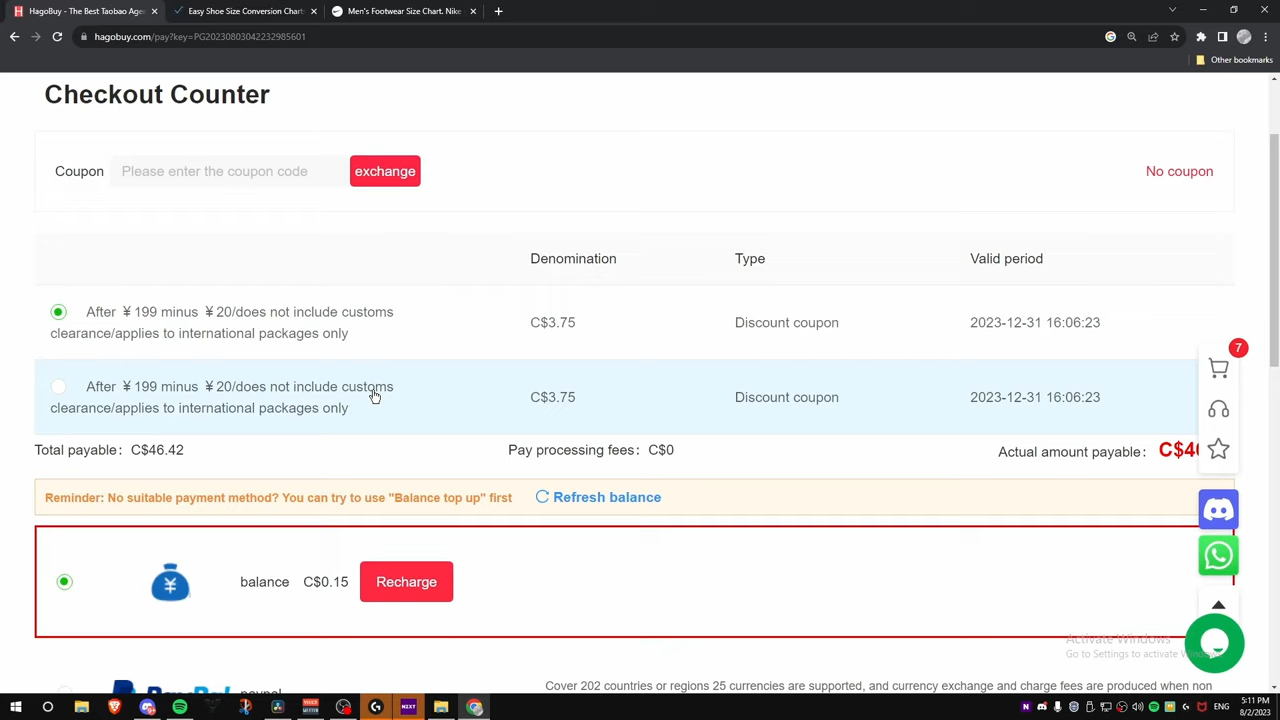 HagoBuy - The Best Taobao Age
Easy Shoe Size Conversion Chart
Men's Footwear Size Chart. Nike
hagobuy.com/pay?key=PG20230803042232985601
Other bookmarks
Checkout Counter
Coupon
Please enter the coupon code
exchange
No coupon
Denomination
Type
Valid period
After ￥199 minus ￥20/does not include customs
clearance/applies to international packages only
C$3.75
Discount coupon
2023-12-31 16:06:23
7
After ￥199 minus ￥20/does not include customs
clearance/applies to international packages only
C$3.75
Discount coupon
2023-12-31 16:06:23
Total payable: C$46.42
Pay processing fees: C$0
Actual amount payable:
Reminder: No suitable payment method? You can try to use "Balance top up" first
Refresh balance
¥
balance
C$0.15
Recharge
Activate Windows
Go to Settings to activate Windows.
PayPal
paypal
Cover 202 countries or regions 25 currencies are supported, and currency exchange and charge fees are produced when non
NZXT
ENG
5:11 PM
8/2/2023